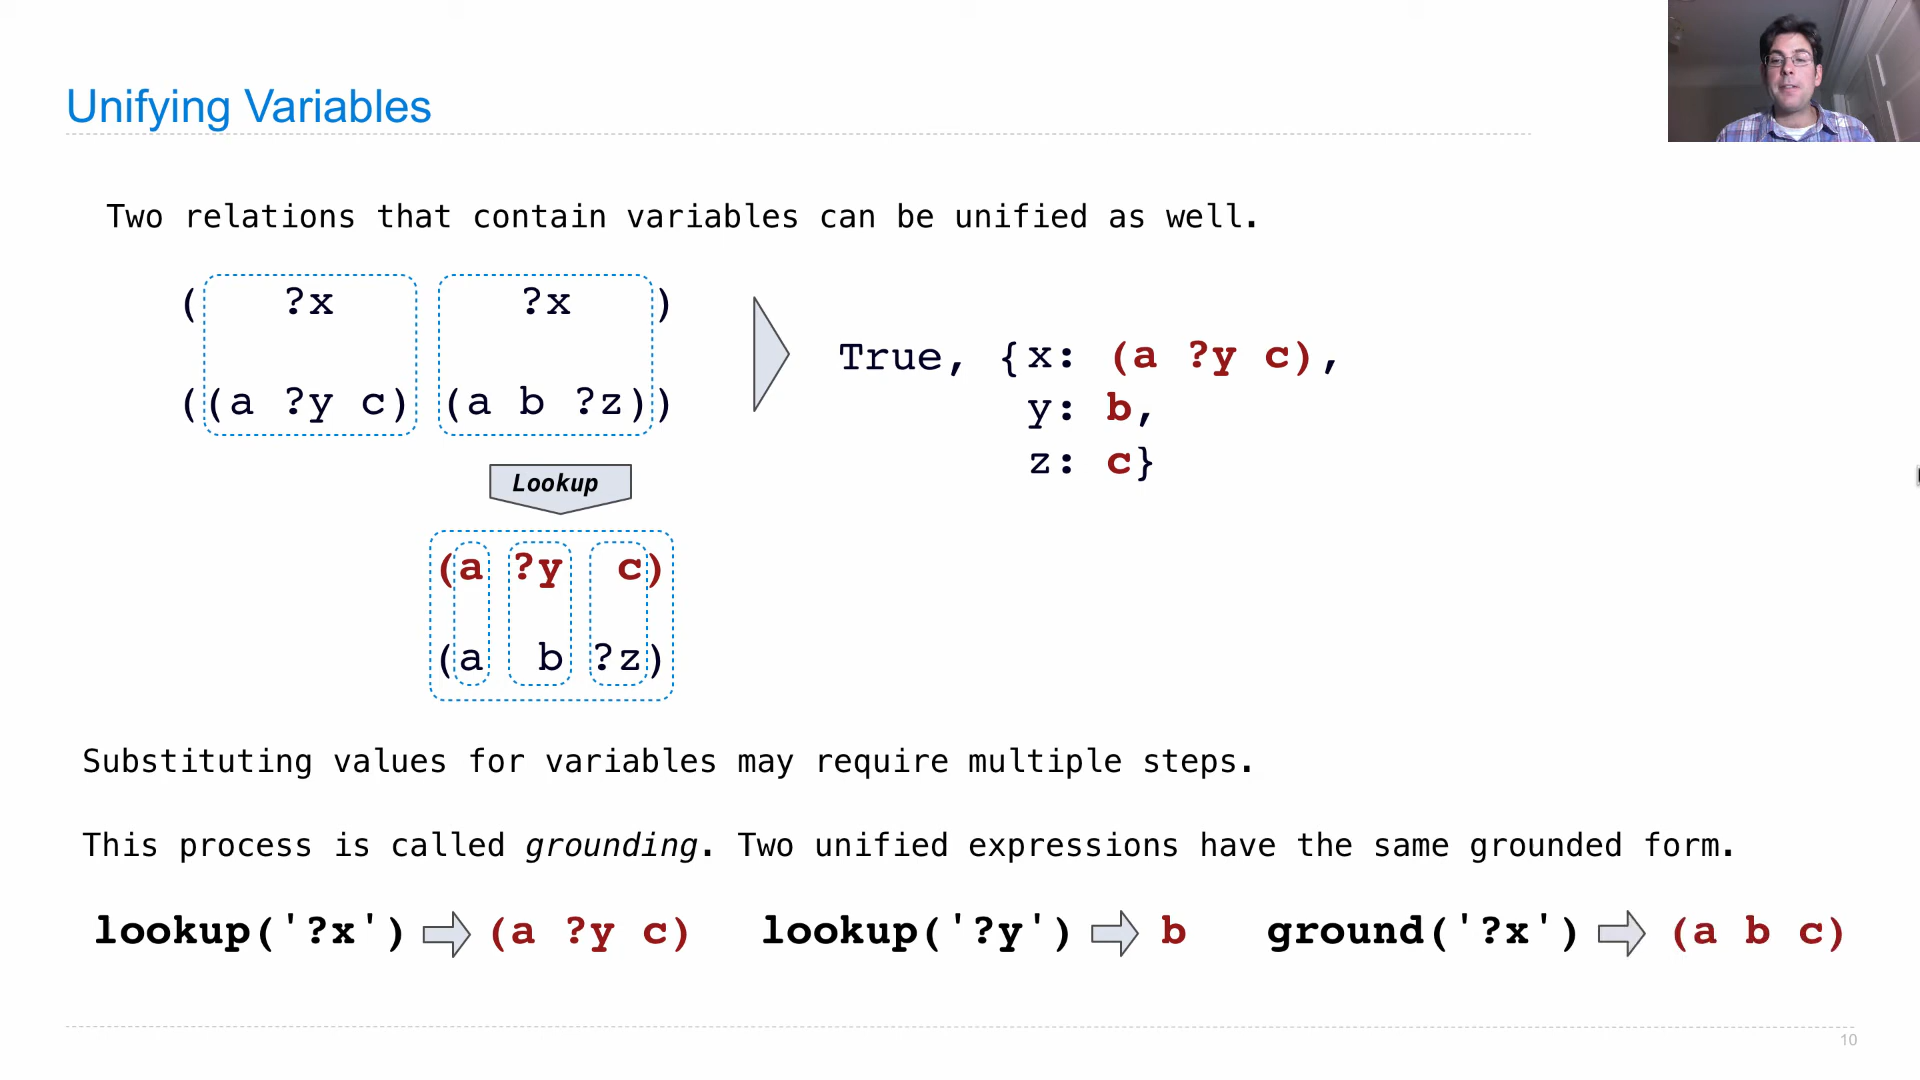 Unifying Variables
Two relations that contain variables can be unified as well.
( ?x ?x )
((a ?y c) (a b ?z))
True, {x: (a ?y c),
y: b,
z: c}
Lookup
(a ?y c)
(a b ?z)
Substituting values for variables may require multiple steps.
This process is called grounding. Two unified expressions have the same grounded form.
lookup('?x') (a ?y c) lookup('?y') b ground('?x') (a b c)
10